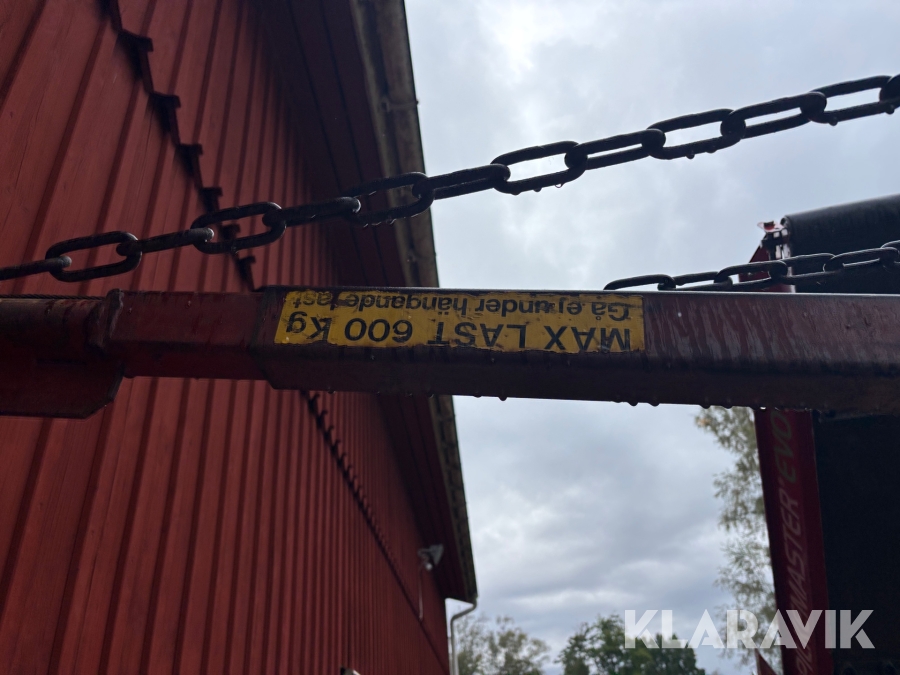 MAX LAST 600 Kg
Gå ej under hängande last
KLARAVIK